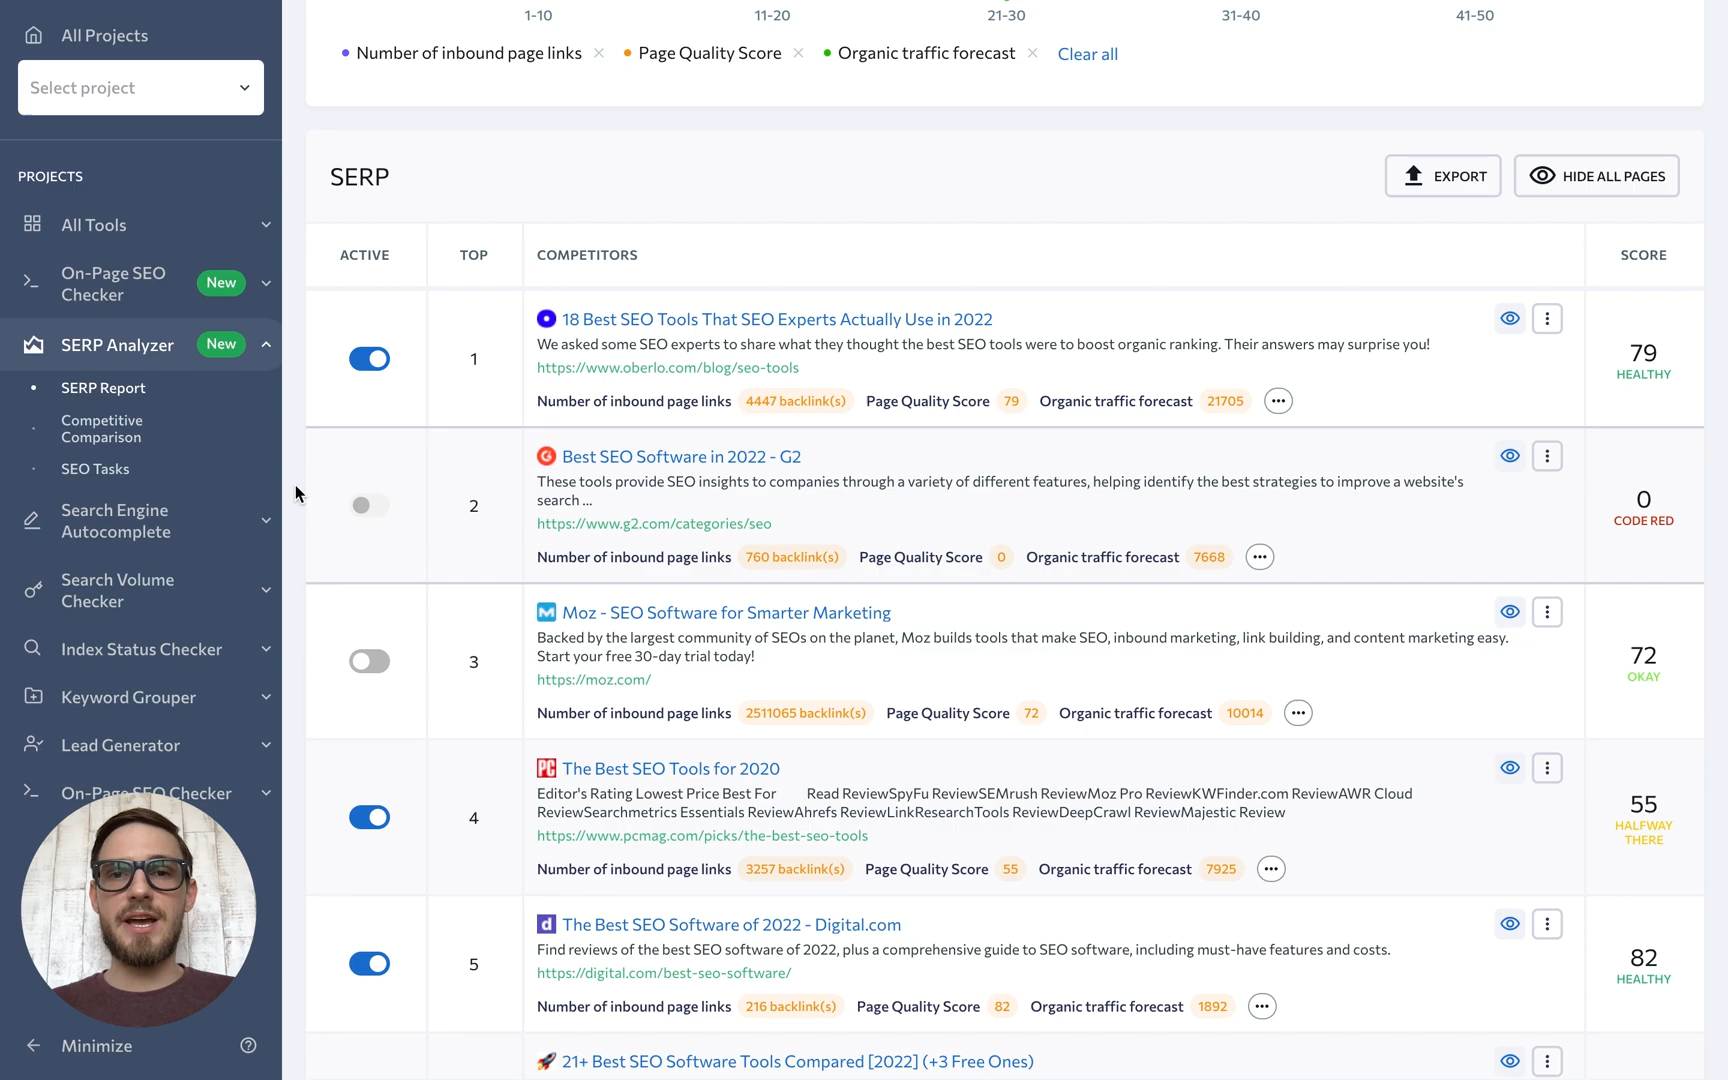 All Projects
Select project
PROJECTS
All Tools
On-Page SEO
Checker
New
SERP Analyzer
New
SERP Report
Competitive
Comparison
SEO Tasks
Search Engine
Autocomplete
Search Volume
Checker
Index Status Checker
Keyword Grouper
Lead Generator
On-Page SEO Checker
Minimize
1-10
11-20
21-30
31-40
41-50
Number of inbound page links
Page Quality Score
Organic traffic forecast
Clear all
SERP
EXPORT
HIDE ALL PAGES
ACTIVE
TOP
COMPETITORS
SCORE
1
18 Best SEO Tools That SEO Experts Actually Use in 2022
We asked some SEO experts to share what they thought the best SEO tools were to boost organic ranking. Their answers may surprise you!
https://www.oberlo.com/blog/seo-tools
Number of inbound page links 4447 backlink(s) Page Quality Score 79 Organic traffic forecast 21705
79
HEALTHY
2
Best SEO Software in 2022 - G2
These tools provide SEO insights to companies through a variety of different features, helping identify the best strategies to improve a website's
search ...
https://www.g2.com/categories/seo
Number of inbound page links 760 backlink(s) Page Quality Score 0 Organic traffic forecast 7668
0
CODE RED
3
Moz - SEO Software for Smarter Marketing
Backed by the largest community of SEOs on the planet, Moz builds tools that make SEO, inbound marketing, link building, and content marketing easy.
Start your free 30-day trial today!
https://moz.com/
Number of inbound page links 2511065 backlink(s) Page Quality Score 72 Organic traffic forecast 10014
72
OKAY
4
PC
The Best SEO Tools for 2020
Editor's Rating Lowest Price Best For Read ReviewSpyFu ReviewSEMrush ReviewMoz Pro ReviewKWFinder.com ReviewAWR Cloud
ReviewSearchmetrics Essentials ReviewAhrefs ReviewLinkResearchTools ReviewDeepCrawl ReviewMajestic Review
https://www.pcmag.com/picks/the-best-seo-tools
Number of inbound page links 3257 backlink(s) Page Quality Score 55 Organic traffic forecast 7925
55
HALFWAY
THERE
5
d
The Best SEO Software of 2022 - Digital.com
Find reviews of the best SEO software of 2022, plus a comprehensive guide to SEO software, including must-have features and costs.
https://digital.com/best-seo-software/
Number of inbound page links 216 backlink(s) Page Quality Score 82 Organic traffic forecast 1892
82
HEALTHY
21+ Best SEO Software Tools Compared [2022] (+3 Free Ones)